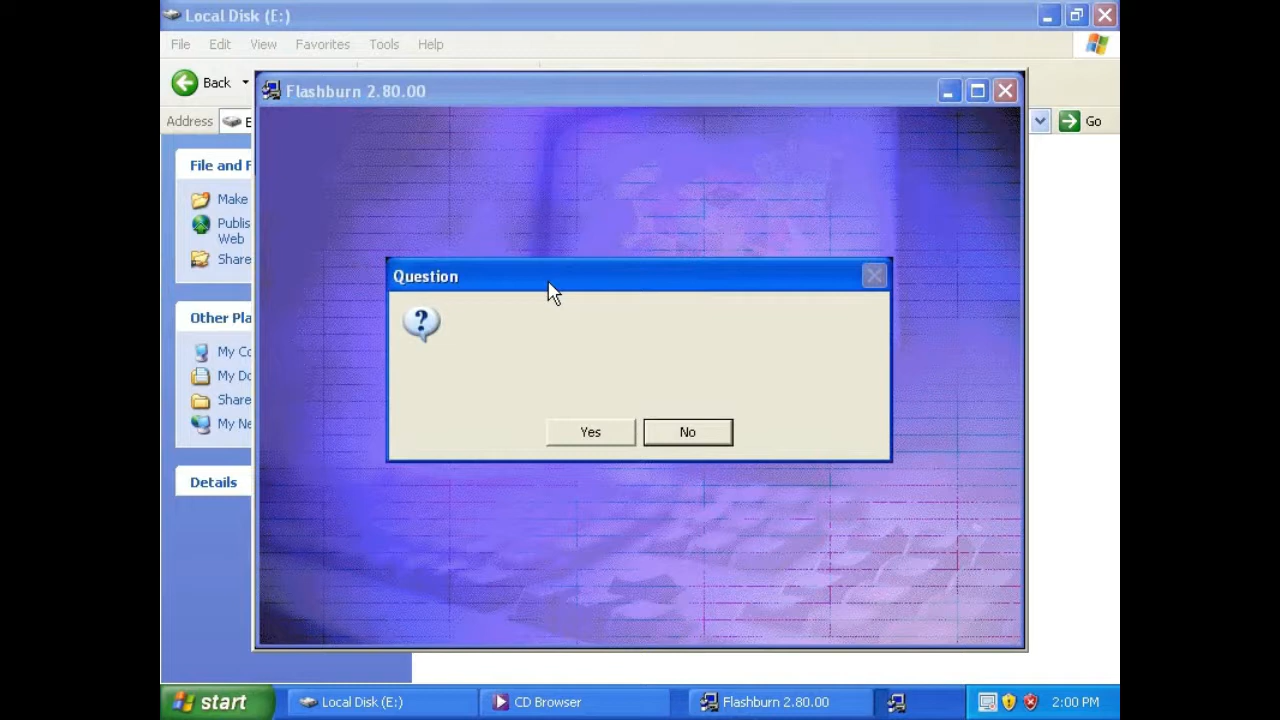 Local Disk (E:)
File Edit View Favorites Tools Help
Back
Flashburn 2.80.00
Address E
Go
File and F
Make
Publis
Web
Share
Question
?
Yes No
Other Pla
My Co
My Do
Share
My Ne
Details
start Local Disk (E:) CD Browser Flashburn 2.80.00 2:00 PM